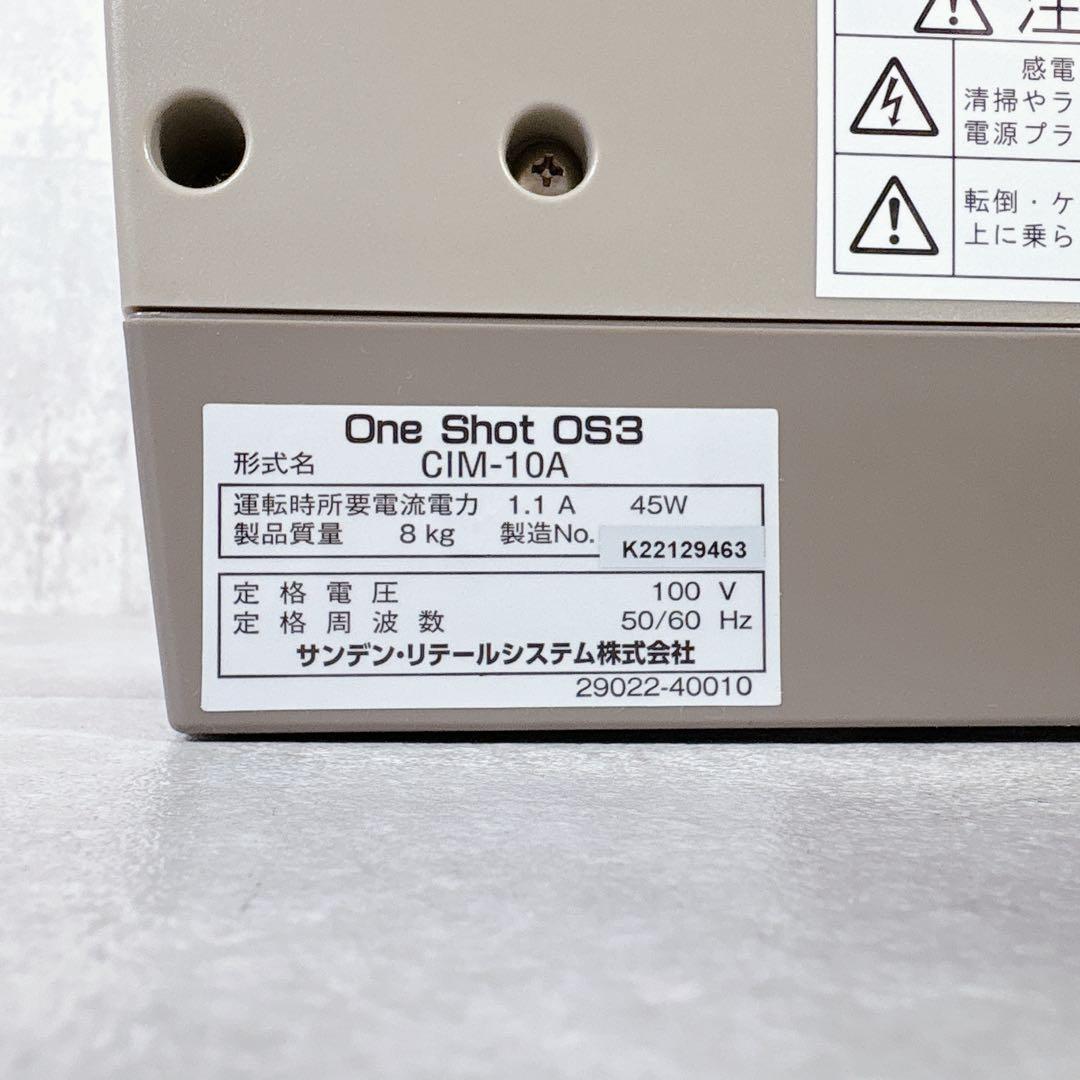 注
感電
清掃やラ
電源プラ
転倒・ケ
上に乗ら
One Shot OS3
形式名 CIM-10A
運転時所要電流電力 1.1 A 45W
製品質量 8 kg 製造No. K22129463
定格電圧 100 V
定格周波数 50/60 Hz
サンデン・リテールシステム株式会社
29022-40010